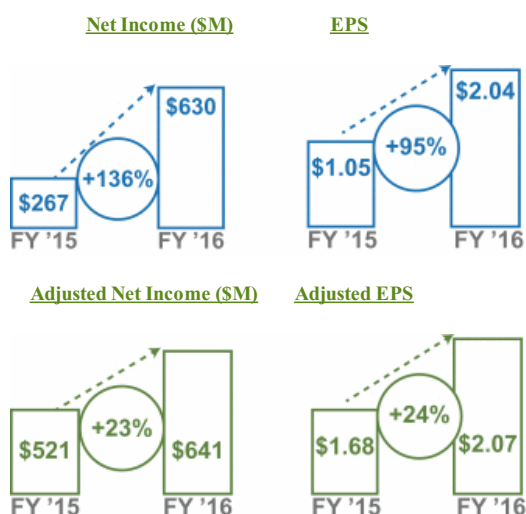 Net Income ($M) EPS
$2.04
$630
+95%
$1.05
+136%
$267
FY '15 FY '16 FY '15 FY '16
Adjusted Net Income ($M) Adjusted EPS
+24%
+23%
$521 $641 $1.68 $2.07
FY '15 FY '16 FY '15 FY '16